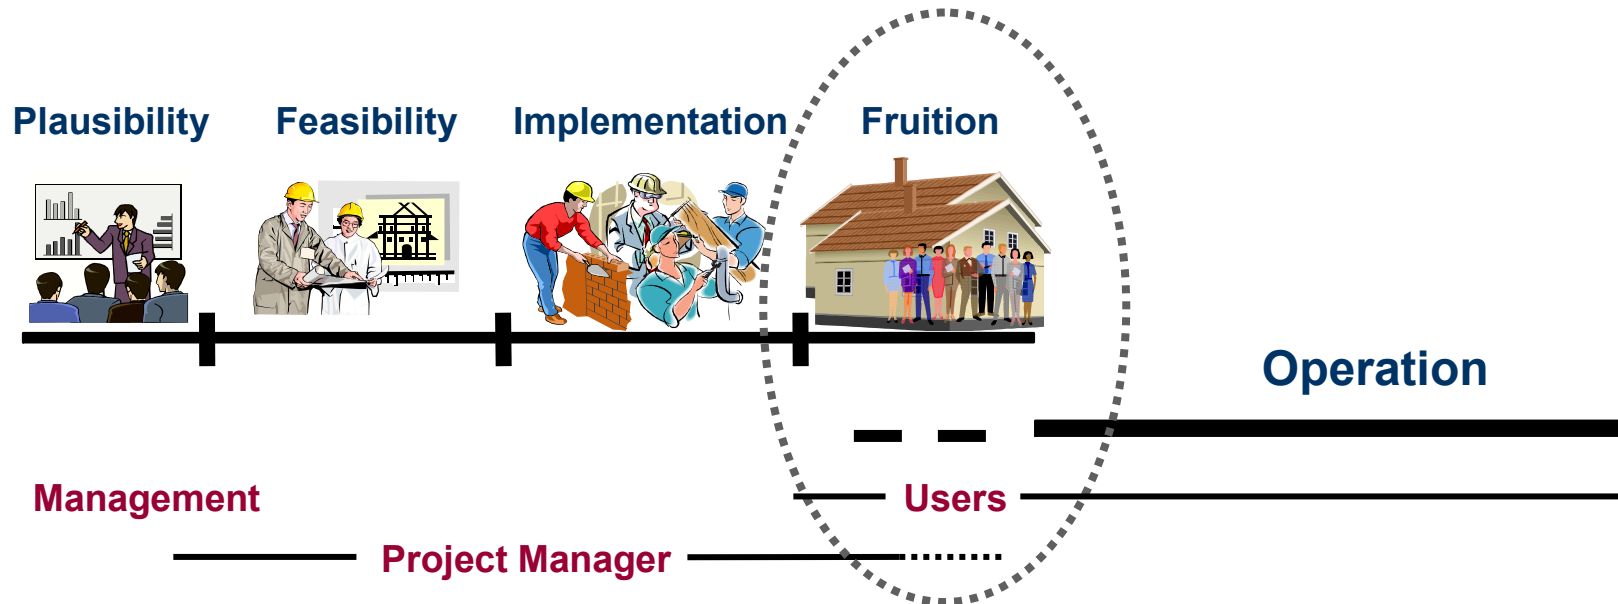 Plausibility
Feasibility
Implementation
Fruition
Operation
Management
Users
Project Manager